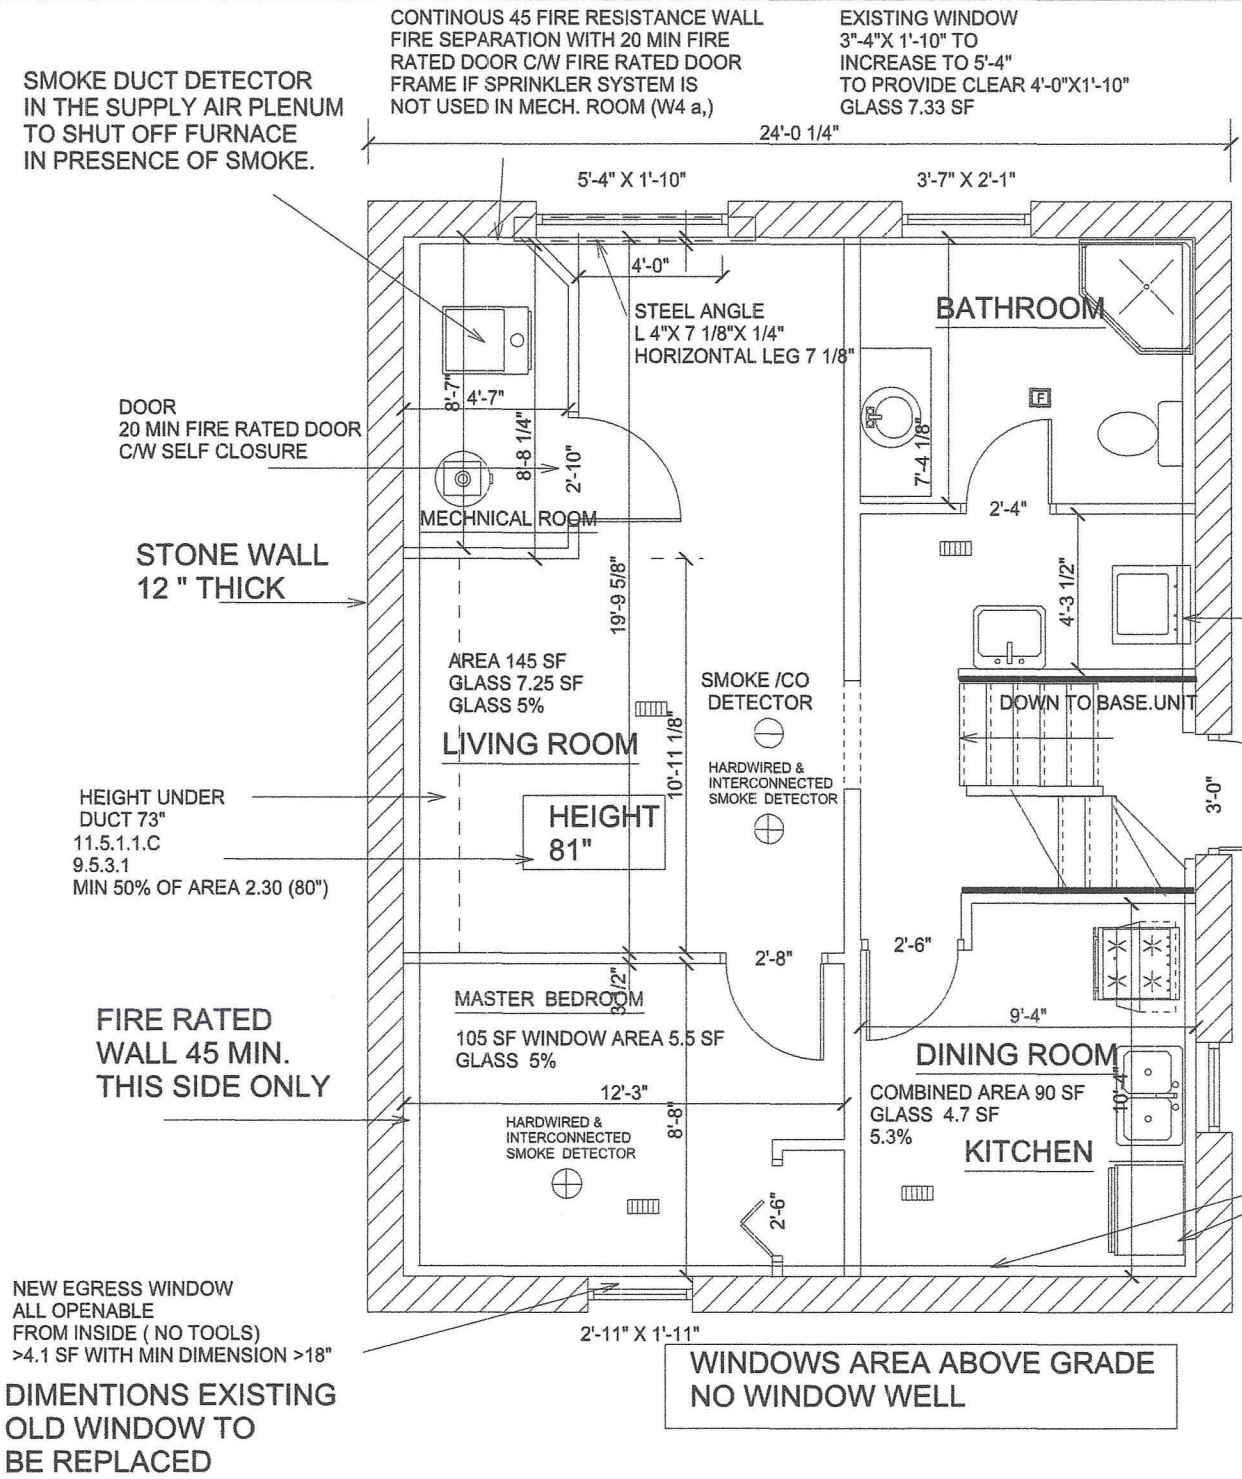 CONTINOUS 45 FIRE RESISTANCE WALL
FIRE SEPARATION WITH 20 MIN FIRE
RATED DOOR C/W FIRE RATED DOOR
FRAME IF SPRINKLER SYSTEM IS
NOT USED IN MECH. ROOM (W4 a,)
EXISTING WINDOW
3"-4"X 1'-10" TO
INCREASE TO 5'-4"
TO PROVIDE CLEAR 4'-0"X1'-10"
GLASS 7.33 SF
SMOKE DUCT DETECTOR
IN THE SUPPLY AIR PLENUM
TO SHUT OFF FURNACE
IN PRESENCE OF SMOKE.
24'-0 1/4"
5'-4" X 1'-10"
3'-7" X 2'-1"
4'-0"
STEEL ANGLE
L 4"X 7 1/8"X 1/4"
HORIZONTAL LEG 7 1/8"
BATHROOM
F
8'-7"
4'-7"
8'-8 1/4"
2'-10"
7'-4 1/8"
DOOR
20 MIN FIRE RATED DOOR
C/W SELF CLOSURE
MECHNICAL ROOM
2'-4"
STONE WALL
12 " THICK
19'-9 5/8"
4'-3 1/2"
AREA 145 SF
GLASS 7.25 SF
GLASS 5%
LIVING ROOM
10'-11 1/8"
SMOKE /CO
DETECTOR
HARDWIRED &
INTERCONNECTED
SMOKE DETECTOR
DOWN TO BASE.UNIT
3'-0"
HEIGHT UNDER
DUCT 73"
11.5.1.1.C
9.5.3.1
MIN 50% OF AREA 2.30 (80")
HEIGHT
81"
2'-8"
2'-6"
3 1/2"
MASTER BEDROOM
105 SF WINDOW AREA 5.5 SF
GLASS 5%
9'-4"
DINING ROOM
COMBINED AREA 90 SF
GLASS 4.7 SF
5.3%
10'-4"
KITCHEN
FIRE RATED
WALL 45 MIN.
THIS SIDE ONLY
12'-3"
8'-8"
HARDWIRED &
INTERCONNECTED
SMOKE DETECTOR
2'-6"
NEW EGRESS WINDOW
ALL OPENABLE
FROM INSIDE ( NO TOOLS)
>4.1 SF WITH MIN DIMENSION >18"
2'-11" X 1'-11"
DIMENTIONS EXISTING
OLD WINDOW TO
BE REPLACED
WINDOWS AREA ABOVE GRADE
NO WINDOW WELL